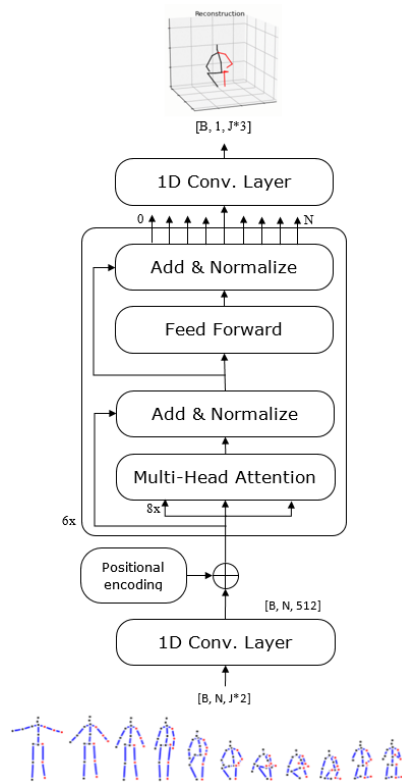 Reconstruction
[B, 1, J*3]
1D Conv. Layer
0
N
Add & Normalize
Feed Forward
Add & Normalize
Multi-Head Attention
8x
6x
Positional
encoding
[B, N, 512]
1D Conv. Layer
[B, N, J*2]